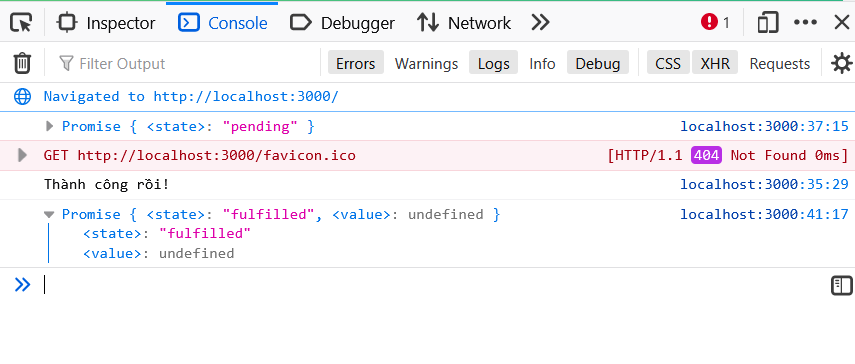 Inspector Console Debugger Network 1
Filter Output Errors Warnings Logs Info Debug CSS XHR Requests
Navigated to http://localhost:3000/
Promise { <state>: "pending" } localhost:3000:37:15
GET http://localhost:3000/favicon.ico [HTTP/1.1 404 Not Found 0ms]
Thành công rồi! localhost:3000:35:29
Promise { <state>: "fulfilled", <value>: undefined } localhost:3000:41:17
<state>: "fulfilled"
<value>: undefined